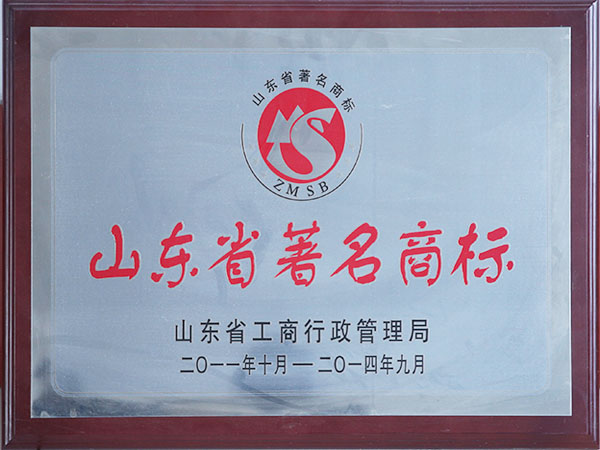 山东省著名商标
ZMSB
山东省著名商标
山东省工商行政管理局
二〇一一年十月—二〇一四年九月